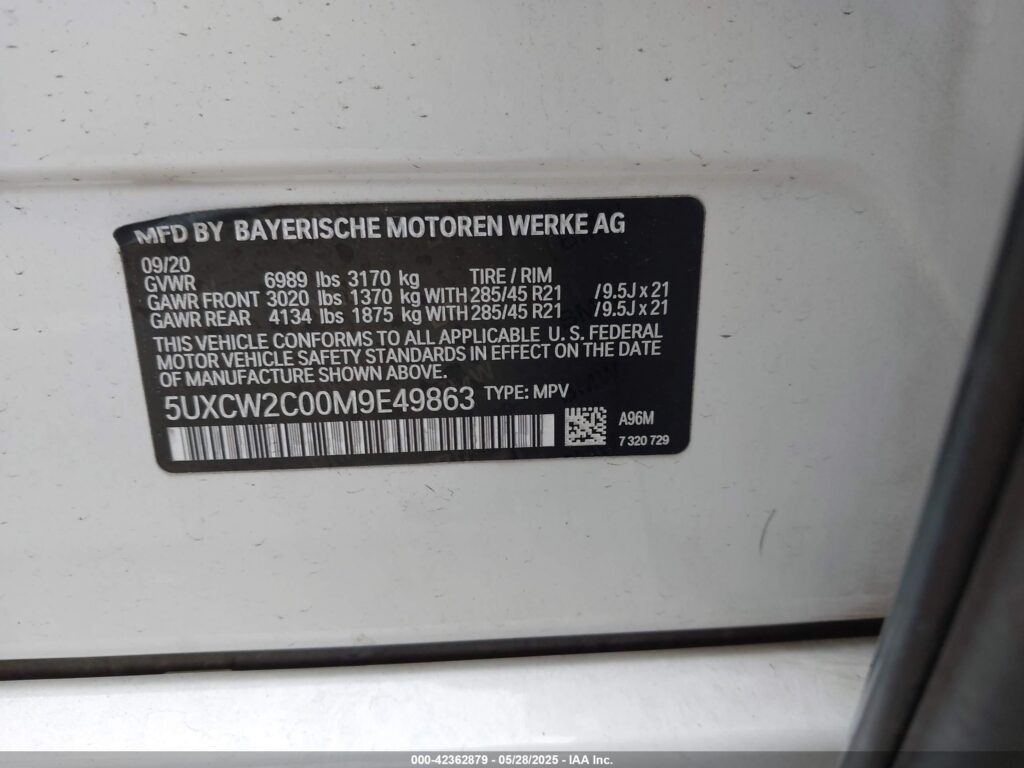 MFD BY BAYERISCHE MOTOREN WERKE AG
09/20
GVWR 6989 lbs 3170 kg TIRE / RIM
GAWR FRONT 3020 lbs 1370 kg WITH 285/45 R21 / 9.5J x 21
GAWR REAR 4134 lbs 1875 kg WITH 285/45 R21 / 9.5J x 21
THIS VEHICLE CONFORMS TO ALL APPLICABLE U. S. FEDERAL
MOTOR VEHICLE SAFETY STANDARDS IN EFFECT ON THE DATE
OF MANUFACTURE SHOWN ABOVE.
5UXCW2C00M9E49863 TYPE: MPV
A96M
7 320 729
000-42362879 - 05/28/2025 - IAA Inc.